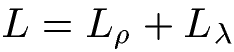 L = L_ρ + L_λ